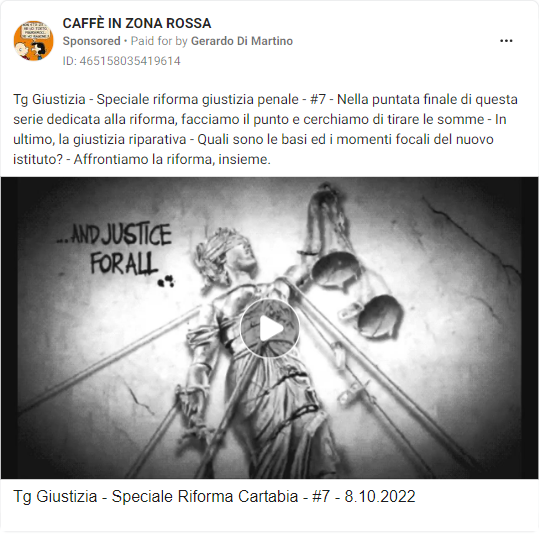 CAFFÈ IN ZONA ROSSA
Sponsored • Paid for by Gerardo Di Martino
ID: 465158035419614
Tg Giustizia - Speciale riforma giustizia penale - #7 - Nella puntata finale di questa
serie dedicata alla riforma, facciamo il punto e cerchiamo di tirare le somme - In
ultimo, la giustizia riparativa - Quali sono le basi ed i momenti focali del nuovo
istituto? - Affrontiamo la riforma, insieme.
...AND JUSTICE
FOR ALL
Tg Giustizia - Speciale Riforma Cartabia - #7 - 8.10.2022